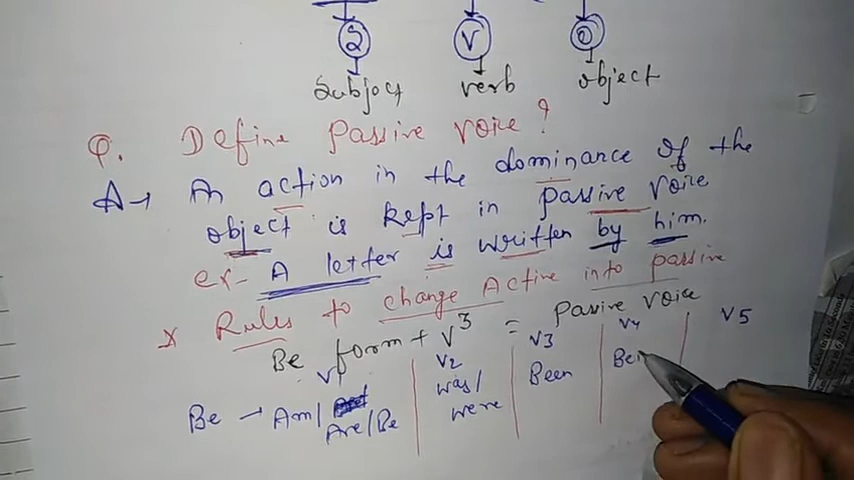 S V O
Subject verb object
Q. Define Passive Voice?
A → An action in the dominance of the
object is kept in passive voice
ex- A letter is written by him.
x Rules to change Active into passive
Be form + V3 = Passive voice
V1 V2 V3 V4 V5
Be → Am/ Are/Be was/ were Been Bei